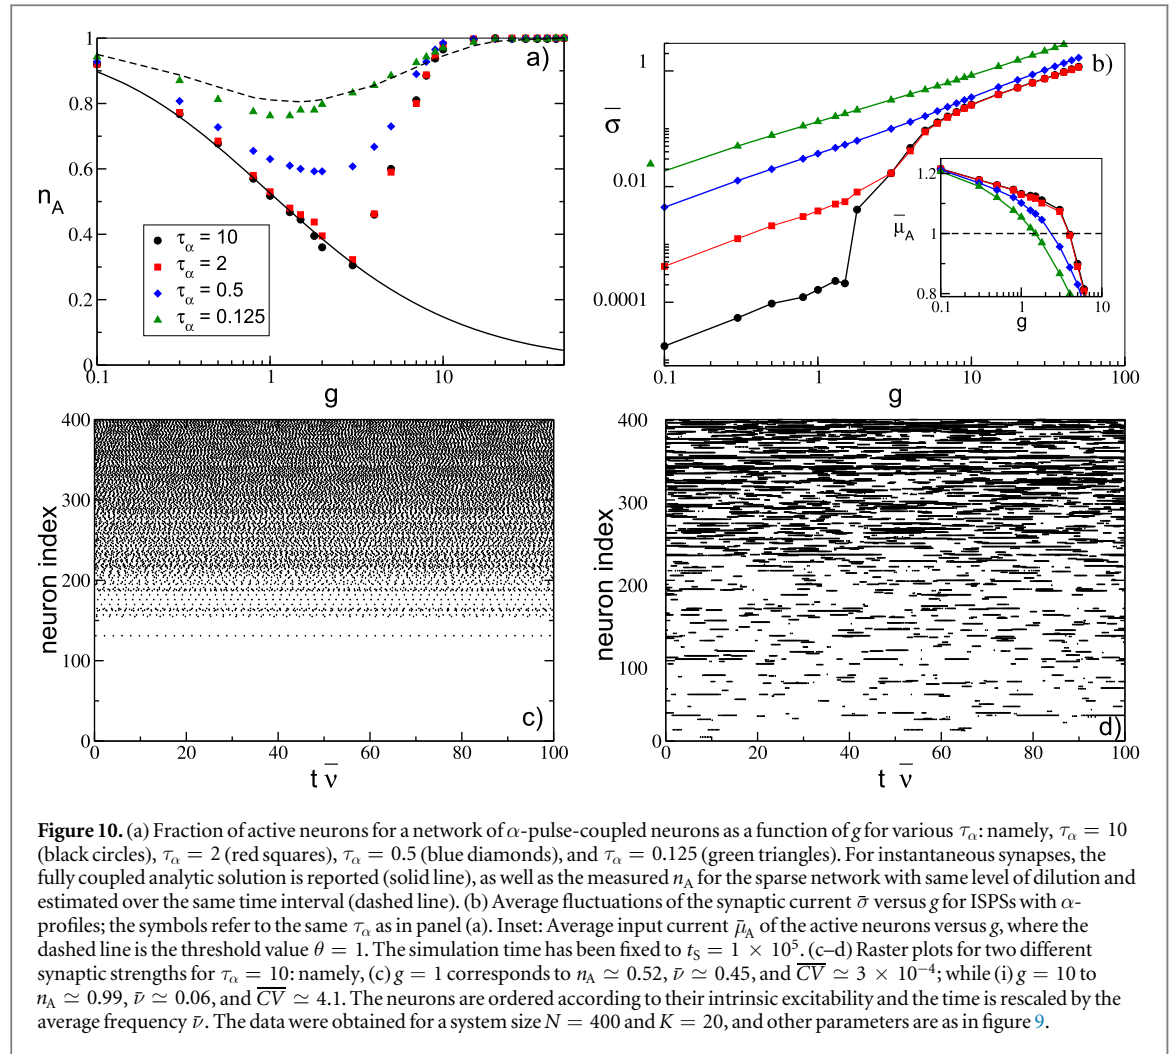 1
0.8
0.6
n_A
0.4
0.2
0
a)
τ_α = 10
τ_α = 2
τ_α = 0.5
τ_α = 0.125
0.1
1
10
g
1
σ̄
0.01
0.0001
b)
1.2
μ̄_A
1
0.8
0.1
1
10
g
0.1
1
10
100
g
400
300
200
100
0
neuron index
c)
0
20
40
60
80
100
t ν̄
400
300
200
100
0
neuron index
d)
0
20
40
60
80
100
t ν̄
Figure 10. (a) Fraction of active neurons for a network of α-pulse-coupled neurons as a function of g for various τ_α: namely, τ_α = 10
(black circles), τ_α = 2 (red squares), τ_α = 0.5 (blue diamonds), and τ_α = 0.125 (green triangles). For instantaneous synapses, the
fully coupled analytic solution is reported (solid line), as well as the measured n_A for the sparse network with same level of dilution and
estimated over the same time interval (dashed line). (b) Average fluctuations of the synaptic current σ̄ versus g for ISPSs with α-
profiles; the symbols refer to the same τ_α as in panel (a). Inset: Average input current μ̄_A of the active neurons versus g, where the
dashed line is the threshold value θ = 1. The simulation time has been fixed to t_S = 1 × 10⁵. (c–d) Raster plots for two different
synaptic strengths for τ_α = 10: namely, (c) g = 1 corresponds to n_A ≃ 0.52, ν̄ ≃ 0.45, and C̅V̅ ≃ 3 × 10⁻⁴; while (i) g = 10 to
n_A ≃ 0.99, ν̄ ≃ 0.06, and C̅V̅ ≃ 4.1. The neurons are ordered according to their intrinsic excitability and the time is rescaled by the
average frequency ν̄. The data were obtained for a system size N = 400 and K = 20, and other parameters are as in figure 9.